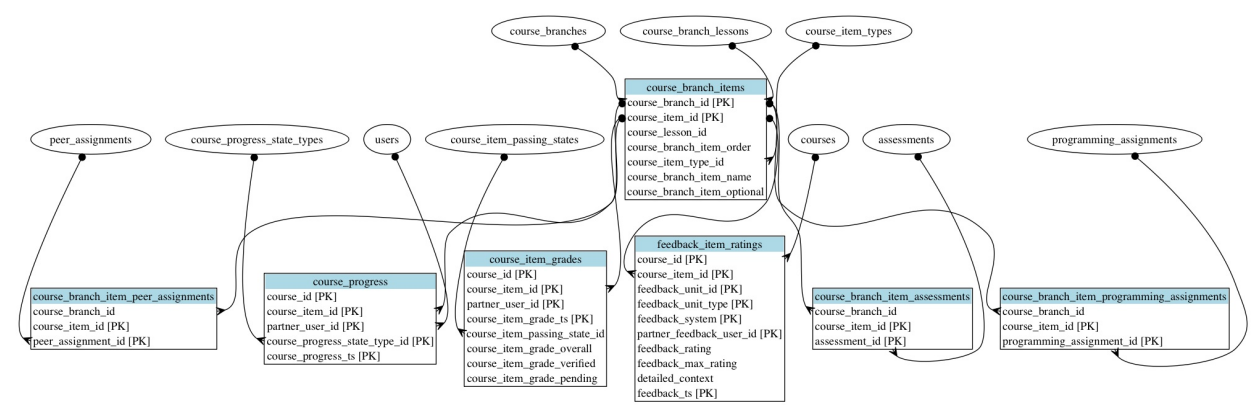 course_branches
course_branch_lessons
course_item_types
course_branch_items
course_branch_id [PK]
course_item_id [PK]
course_lesson_id
course_branch_item_order
course_item_type_id
course_branch_item_name
course_branch_item_optional
peer_assignments
course_progress_state_types
users
course_item_passing_states
courses
assessments
programming_assignments
course_branch_item_peer_assignments
course_branch_id
course_item_id [PK]
peer_assignment_id [PK]
course_progress
course_id [PK]
course_item_id [PK]
partner_user_id [PK]
course_progress_state_type_id [PK]
course_progress_ts [PK]
course_item_grades
course_id [PK]
course_item_id [PK]
partner_user_id [PK]
course_item_grade_ts [PK]
course_item_passing_state_id
course_item_grade_overall
course_item_grade_verified
course_item_grade_pending
feedback_item_ratings
course_id [PK]
course_item_id [PK]
feedback_unit_id [PK]
feedback_unit_type [PK]
feedback_system [PK]
partner_feedback_user_id [PK]
feedback_rating
feedback_max_rating
detailed_context
feedback_ts [PK]
course_branch_item_assessments
course_branch_id
course_item_id [PK]
assessment_id [PK]
course_branch_item_programming_assignments
course_branch_id
course_item_id [PK]
programming_assignment_id [PK]